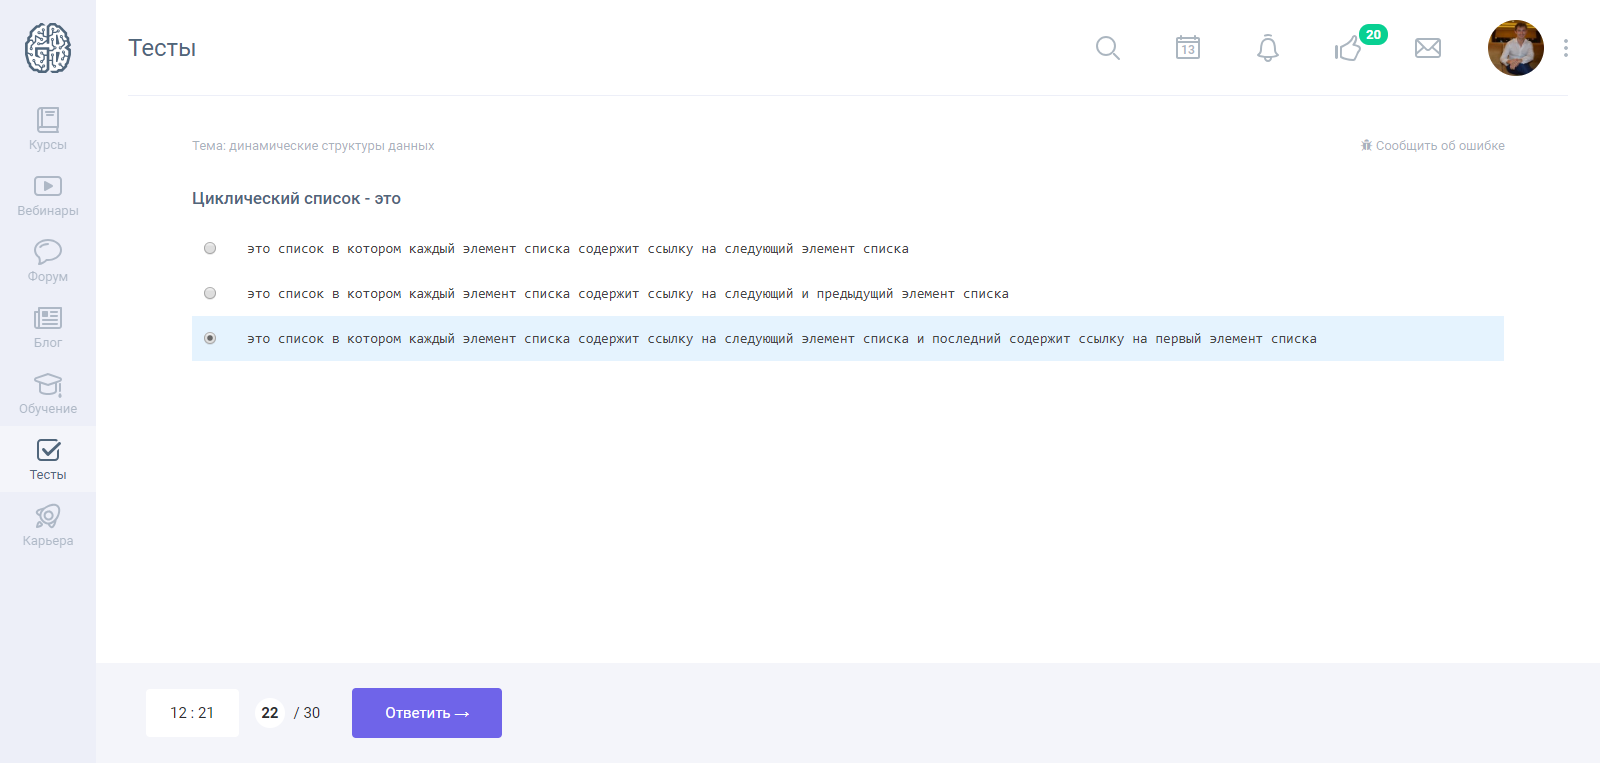 Тесты
13
20
Курсы
Вебинары
Форум
Блог
Обучение
Тесты
Карьера
Тема: динамические структуры данных
Сообщить об ошибке
Циклический список - это
это список в котором каждый элемент списка содержит ссылку на следующий элемент списка
это список в котором каждый элемент списка содержит ссылку на следующий и предыдущий элемент списка
это список в котором каждый элемент списка содержит ссылку на следующий элемент списка и последний содержит ссылку на первый элемент списка
12 : 21
22 / 30
Ответить →